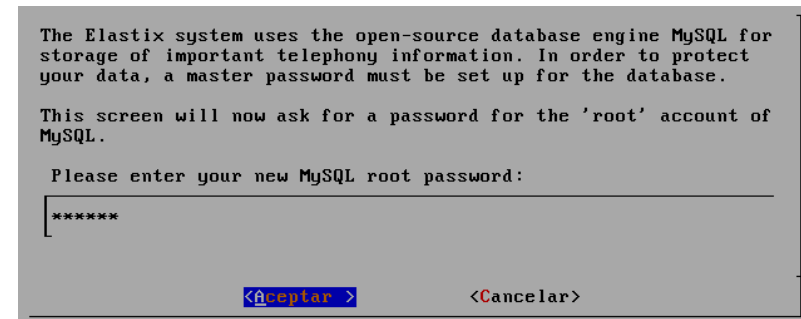 The Elastix system uses the open-source database engine MySQL for
storage of important telephony information. In order to protect
your data, a master password must be set up for the database.
This screen will now ask for a password for the 'root' account of
MySQL.
Please enter your new MySQL root password:
******
<Aceptar > <Cancelar>